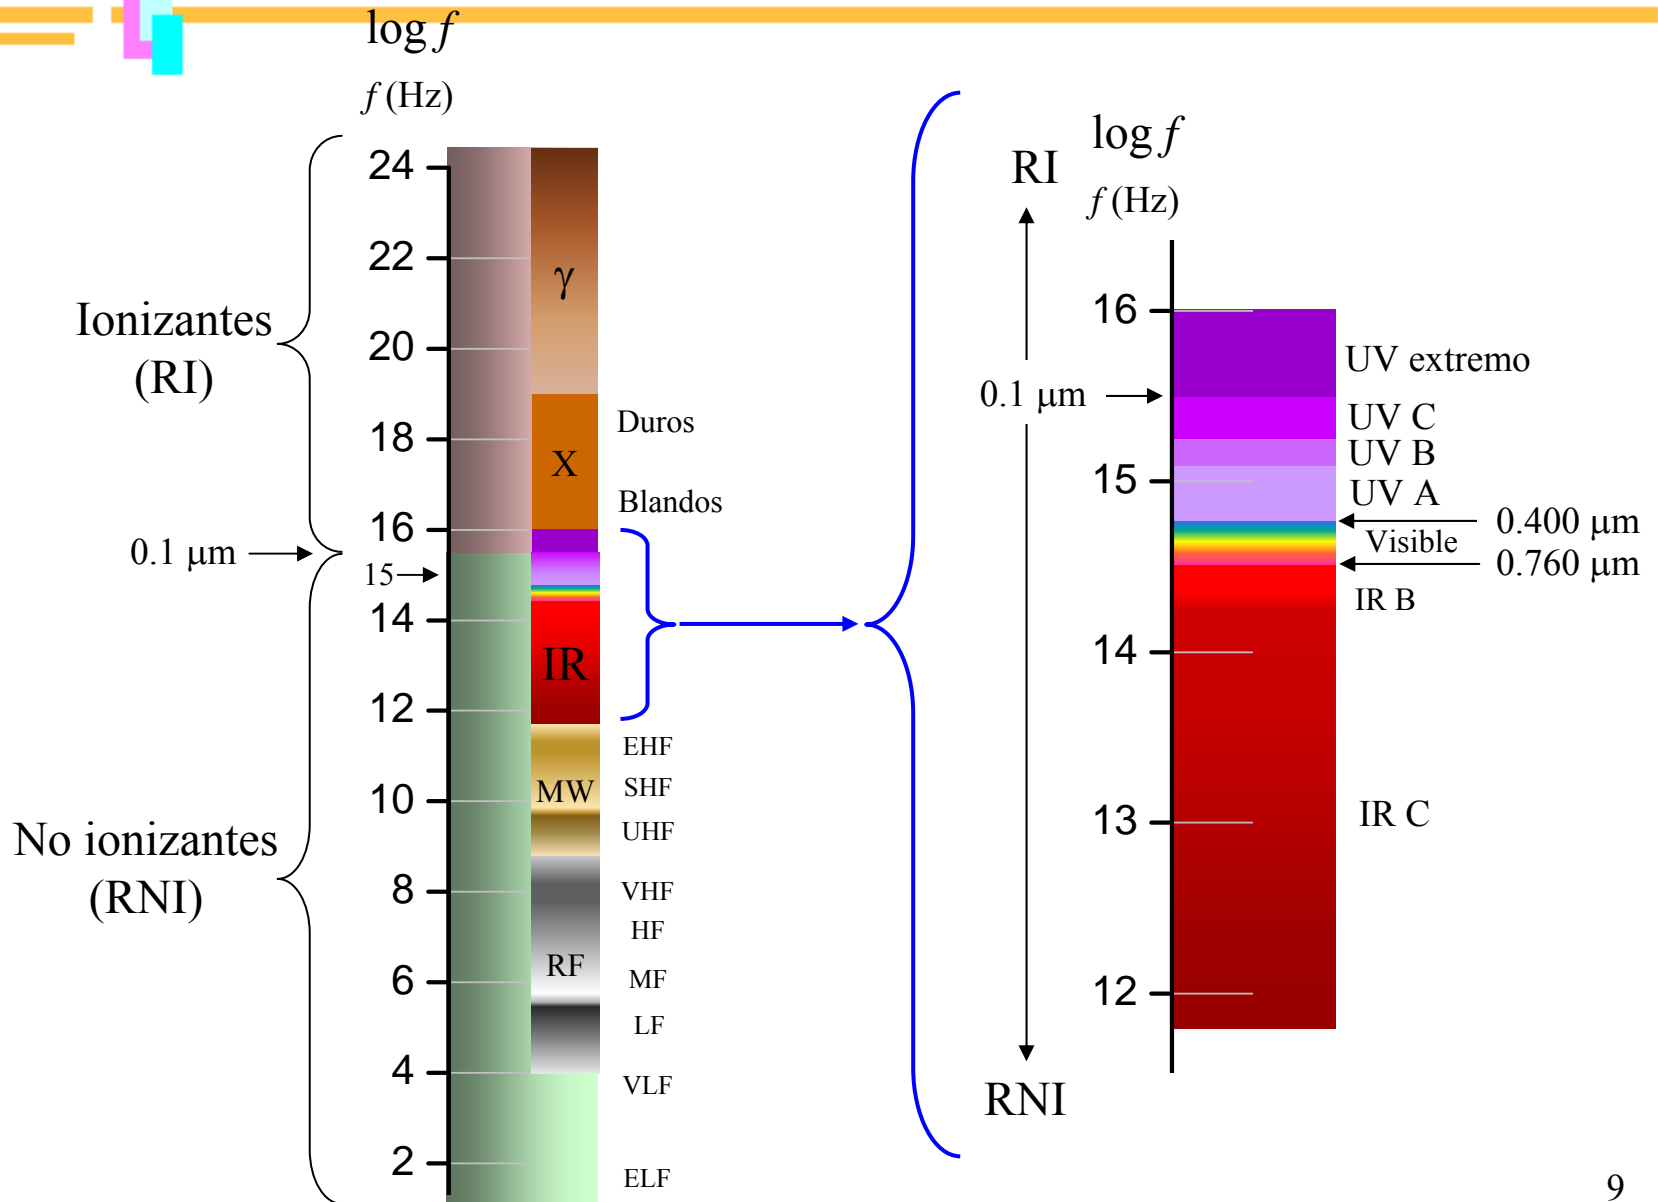 log f
f (Hz)
24
22
20
18
16
15
14
12
10
8
6
4
2
Ionizantes
(RI)
0.1 μm
No ionizantes
(RNI)
γ
X
IR
MW
RF
Duros
Blandos
EHF
SHF
UHF
VHF
HF
MF
LF
VLF
ELF
RI
0.1 μm
RNI
log f
f (Hz)
16
15
14
13
12
UV extremo
UV C
UV B
UV A
Visible
IR B
IR C
0.400 μm
0.760 μm
9